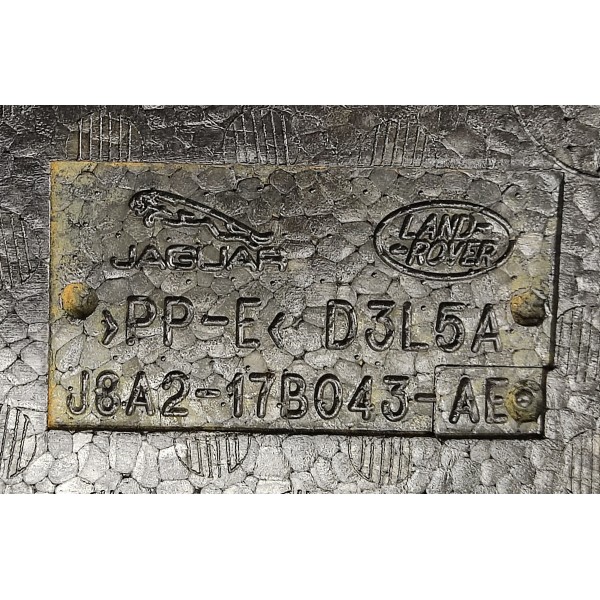 JAGUAR LAND-ROVER
>PP-E< D3L5A
J8A2-17B043-AE